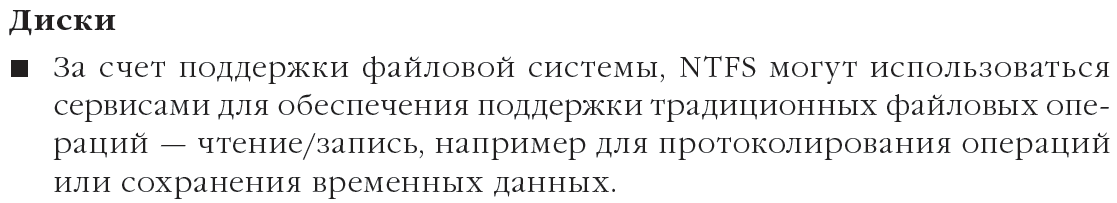 Диски
■ За счет поддержки файловой системы, NTFS могут использоваться
сервисами для обеспечения поддержки традиционных файловых опе-
раций — чтение/запись, например для протоколирования операций
или сохранения временных данных.